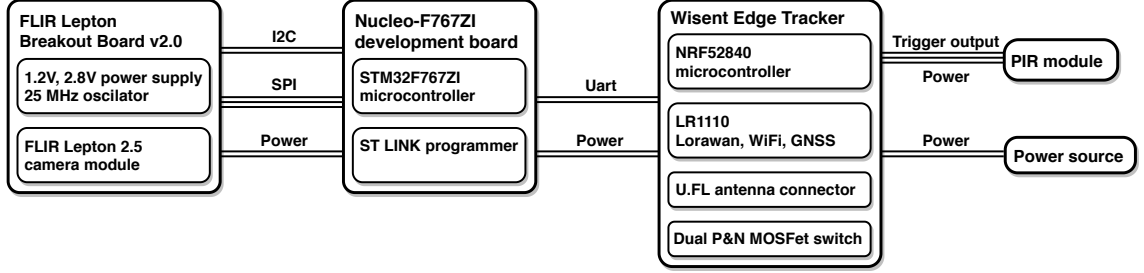 FLIR Lepton
Breakout Board v2.0
1.2V, 2.8V power supply
25 MHz oscilator
FLIR Lepton 2.5
camera module
I2C
SPI
Power
Nucleo-F767ZI
development board
STM32F767ZI
microcontroller
ST LINK programmer
Uart
Power
Wisent Edge Tracker
NRF52840
microcontroller
LR1110
Lorawan, WiFi, GNSS
U.FL antenna connector
Dual P&N MOSFet switch
Trigger output
Power
Power
PIR module
Power source